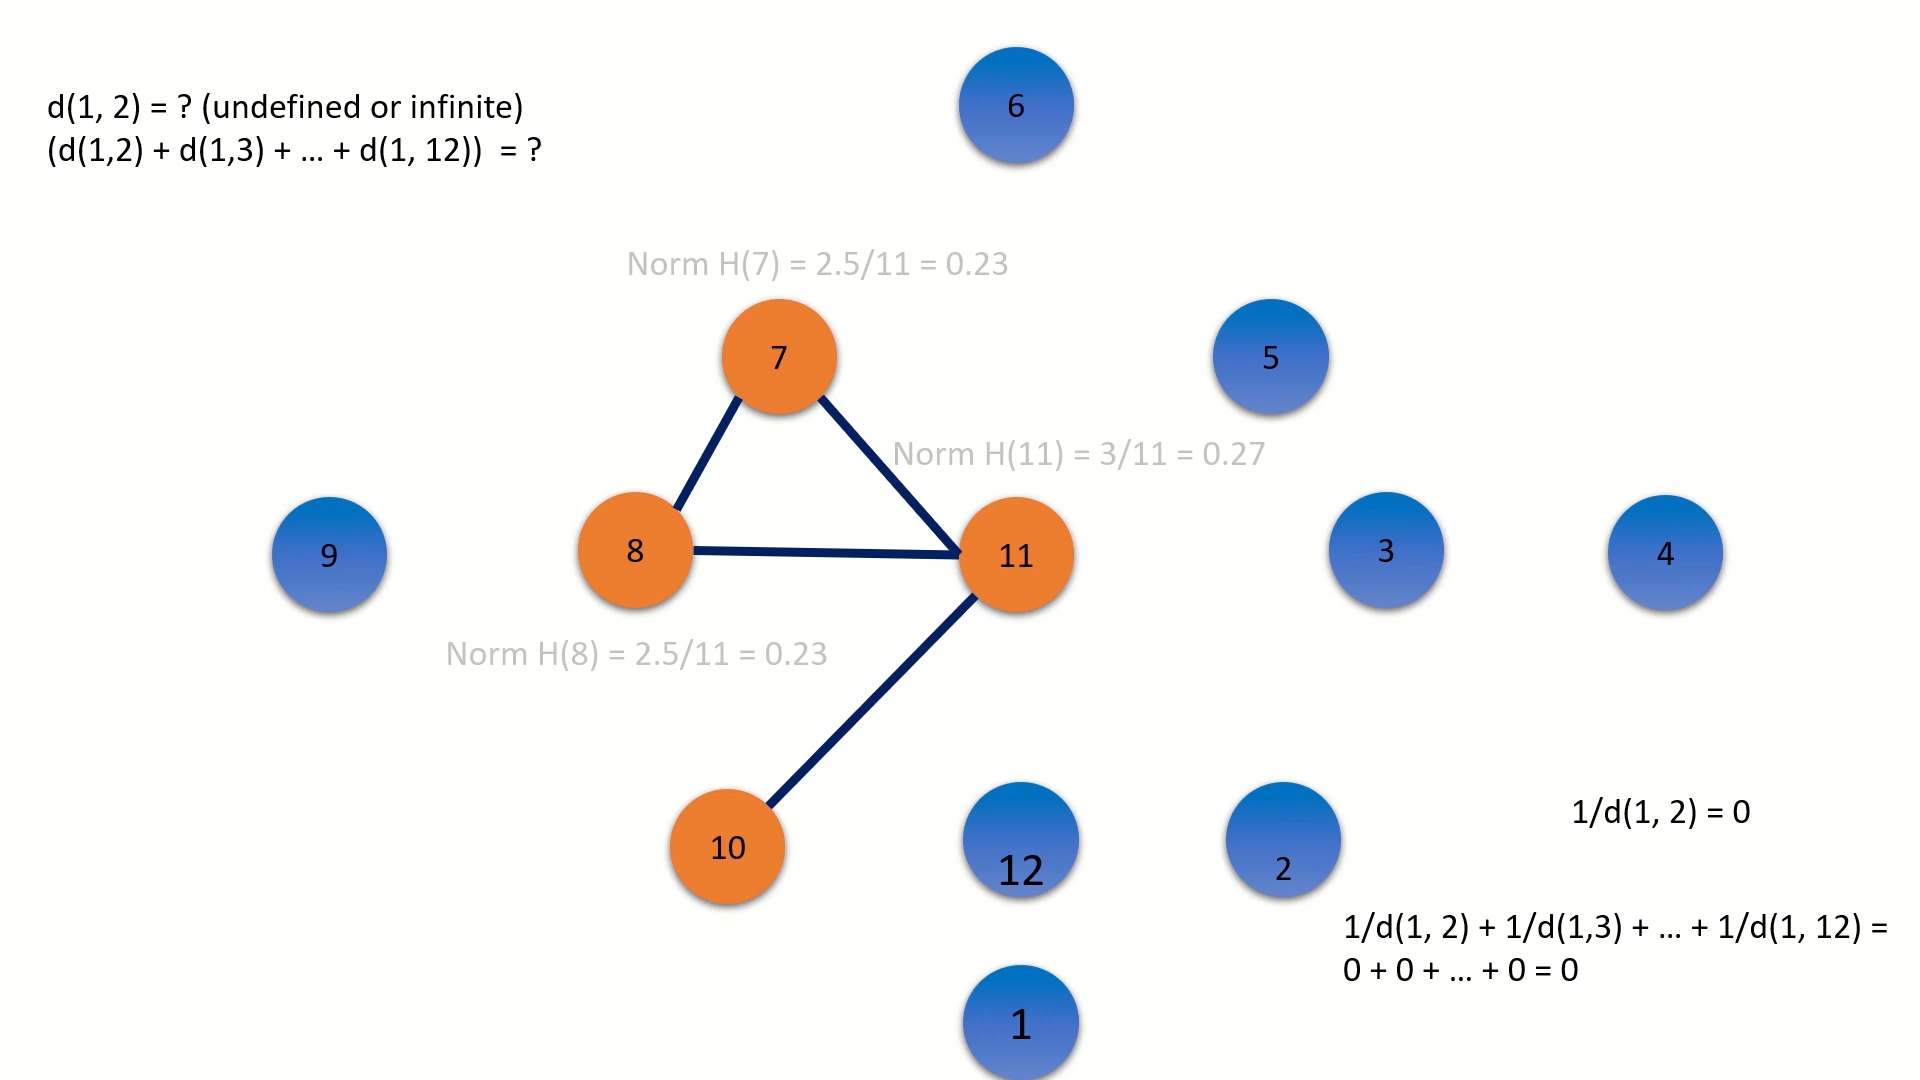 d(1, 2) = ? (undefined or infinite)
(d(1,2) + d(1,3) + ... + d(1, 12)) = ?
6
Norm H(7) = 2.5/11 = 0.23
7
5
Norm H(11) = 3/11 = 0.27
9
8
11
3
4
Norm H(8) = 2.5/11 = 0.23
10
12
2
1/d(1, 2) = 0
1/d(1, 2) + 1/d(1,3) + ... + 1/d(1, 12) =
0 + 0 + ... + 0 = 0
1